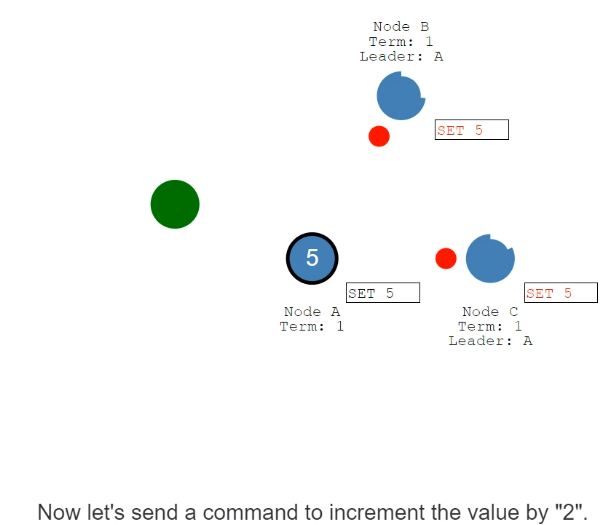 Node B
Term: 1
Leader: A
SET 5
5
SET 5
SET 5
Node A
Term: 1
Node C
Term: 1
Leader: A
Now let's send a command to increment the value by "2".